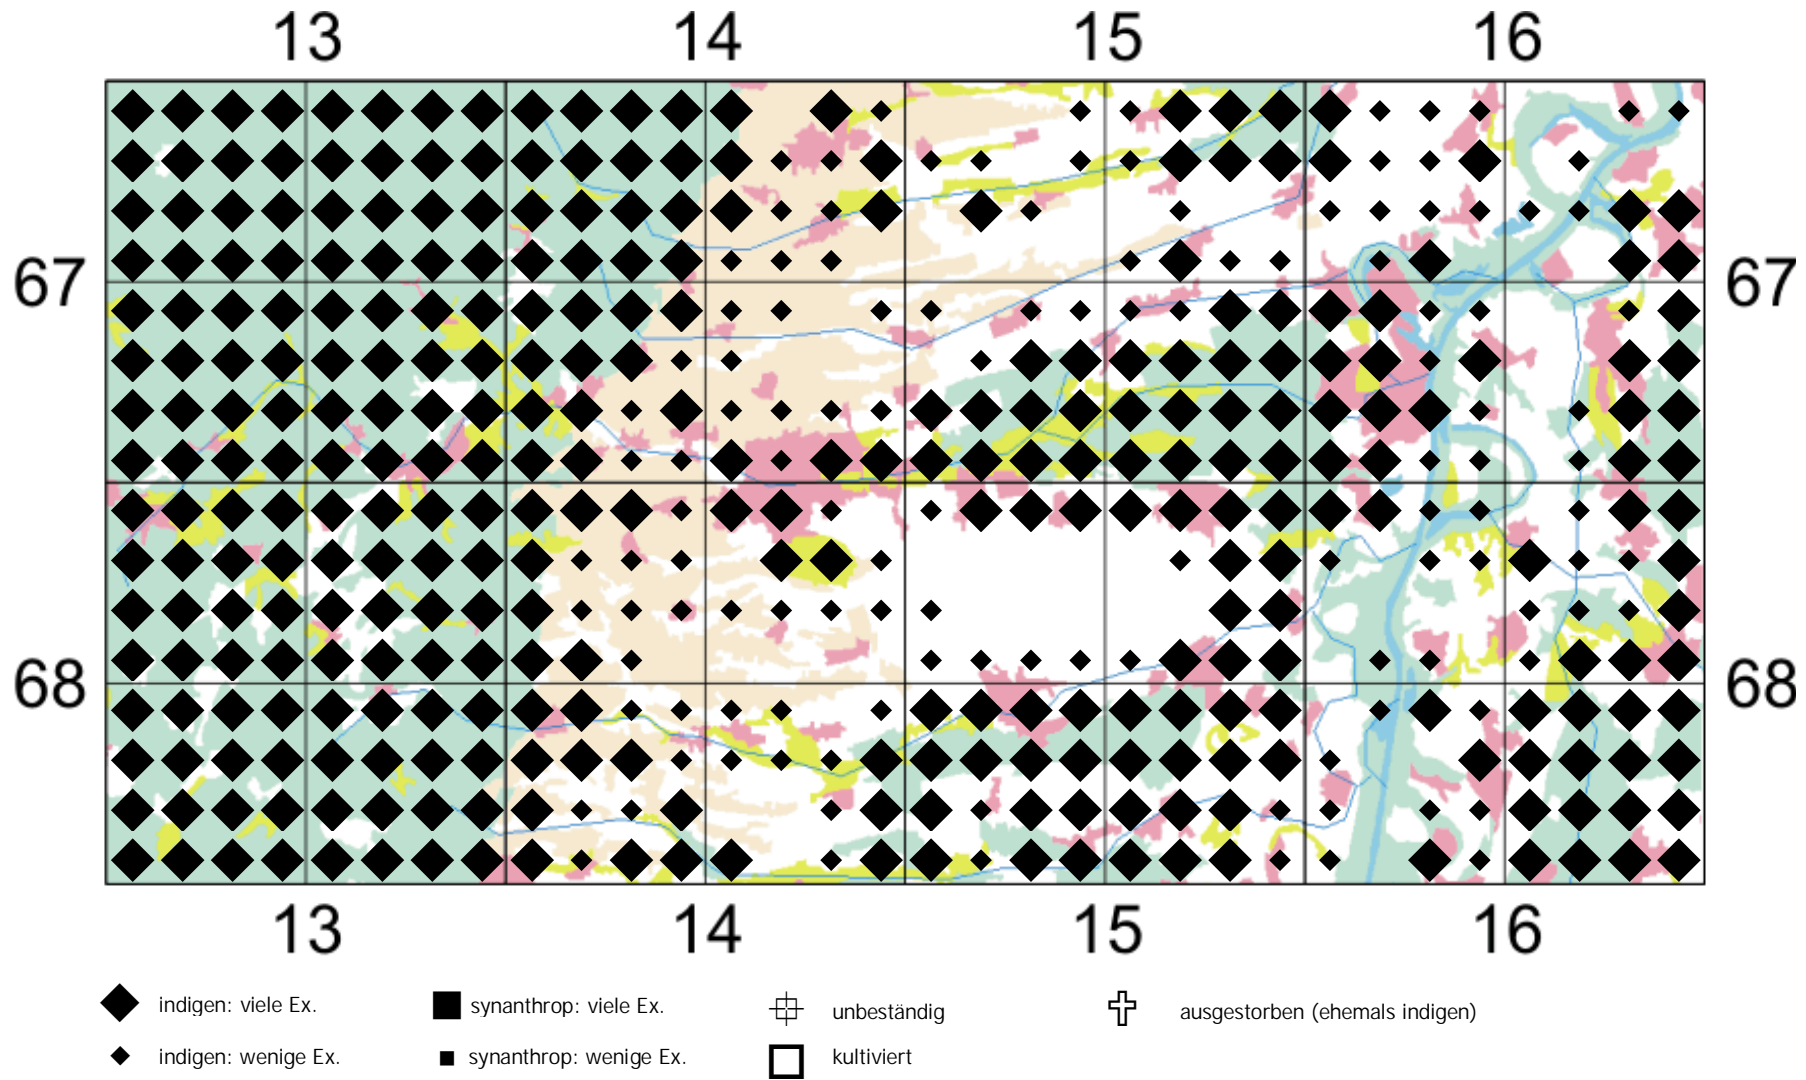 13 14 15 16
67 67
68 68
13 14 15 16
indigen: viele Ex. synanthrop: viele Ex. unbeständig ausgestorben (ehemals indigen)
indigen: wenige Ex. synanthrop: wenige Ex. kultiviert